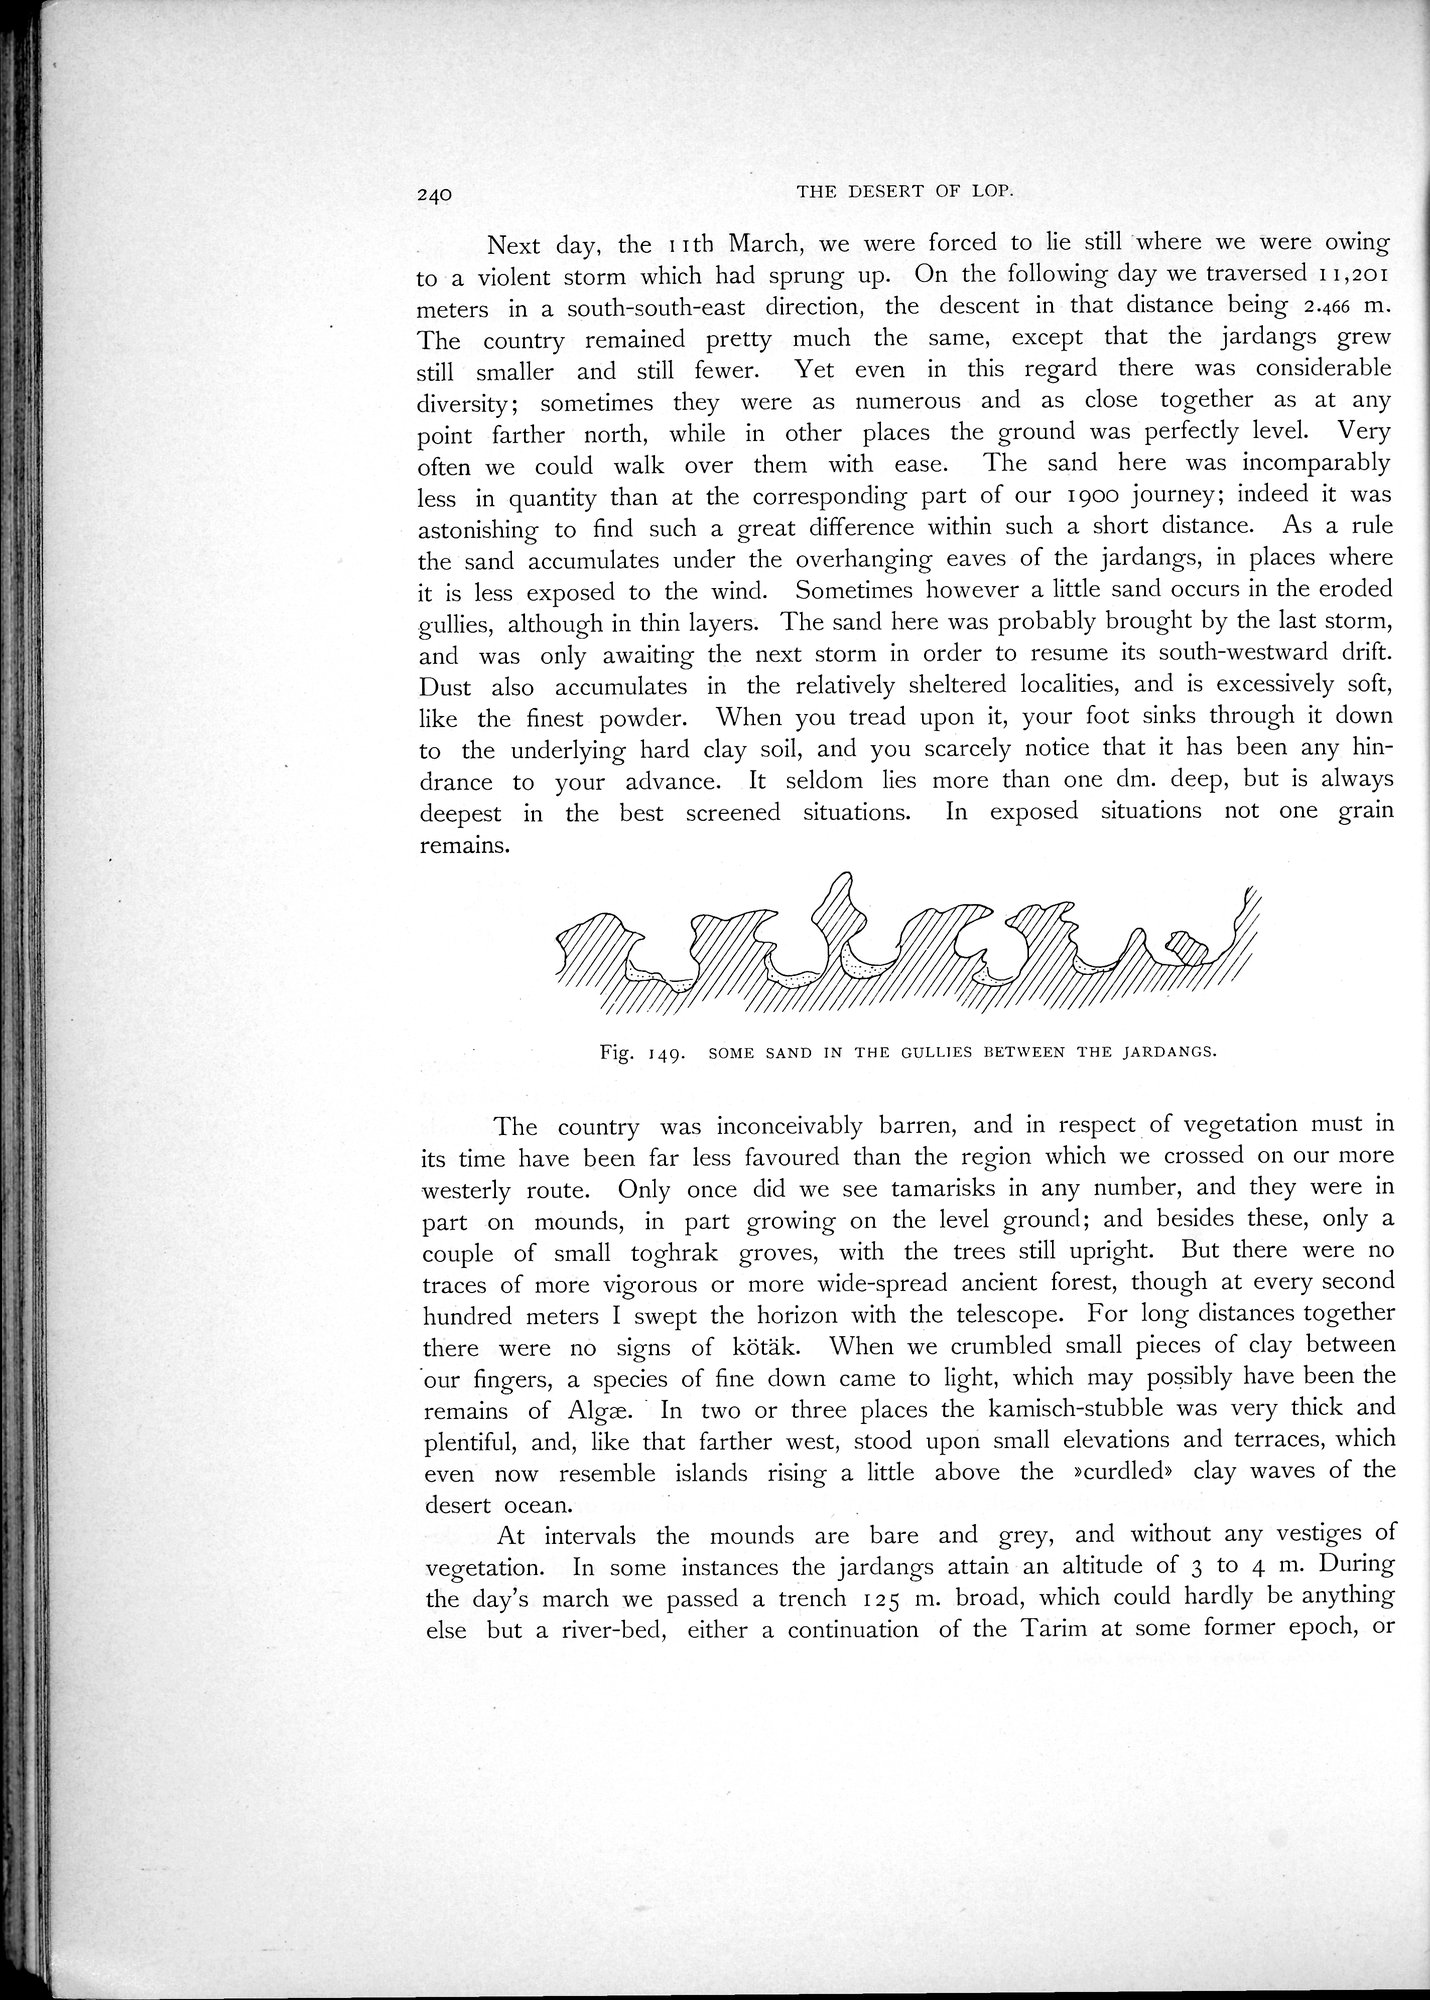 240 THE DESERT OF LOP.
Next day, the 11th March, we were forced to lie still where we were owing
to a violent storm which had sprung up. On the following day we traversed 11,201
meters in a south-south-east direction, the descent in that distance being 2.466 m.
The country remained pretty much the same, except that the jardangs grew
still smaller and still fewer. Yet even in this regard there was considerable
diversity; sometimes they were as numerous and as close together as at any
point farther north, while in other places the ground was perfectly level. Very
often we could walk over them with ease. The sand here was incomparably
less in quantity than at the corresponding part of our 1900 journey; indeed it was
astonishing to find such a great difference within such a short distance. As a rule
the sand accumulates under the overhanging eaves of the jardangs, in places where
it is less exposed to the wind. Sometimes however a little sand occurs in the eroded
gullies, although in thin layers. The sand here was probably brought by the last storm,
and was only awaiting the next storm in order to resume its south-westward drift.
Dust also accumulates in the relatively sheltered localities, and is excessively soft,
like the finest powder. When you tread upon it, your foot sinks through it down
to the underlying hard clay soil, and you scarcely notice that it has been any hin-
drance to your advance. It seldom lies more than one dm. deep, but is always
deepest in the best screened situations. In exposed situations not one grain
remains.
Fig. 149. SOME SAND IN THE GULLIES BETWEEN THE JARDANGS.
The country was inconceivably barren, and in respect of vegetation must in
its time have been far less favoured than the region which we crossed on our more
westerly route. Only once did we see tamarisks in any number, and they were in
part on mounds, in part growing on the level ground; and besides these, only a
couple of small toghrak groves, with the trees still upright. But there were no
traces of more vigorous or more wide-spread ancient forest, though at every second
hundred meters I swept the horizon with the telescope. For long distances together
there were no signs of kötäk. When we crumbled small pieces of clay between
our fingers, a species of fine down came to light, which may possibly have been the
remains of Algæ. In two or three places the kamisch-stubble was very thick and
plentiful, and, like that farther west, stood upon small elevations and terraces, which
even now resemble islands rising a little above the »curdled» clay waves of the
desert ocean.
At intervals the mounds are bare and grey, and without any vestiges of
vegetation. In some instances the jardangs attain an altitude of 3 to 4 m. During
the day's march we passed a trench 125 m. broad, which could hardly be anything
else but a river-bed, either a continuation of the Tarim at some former epoch, or